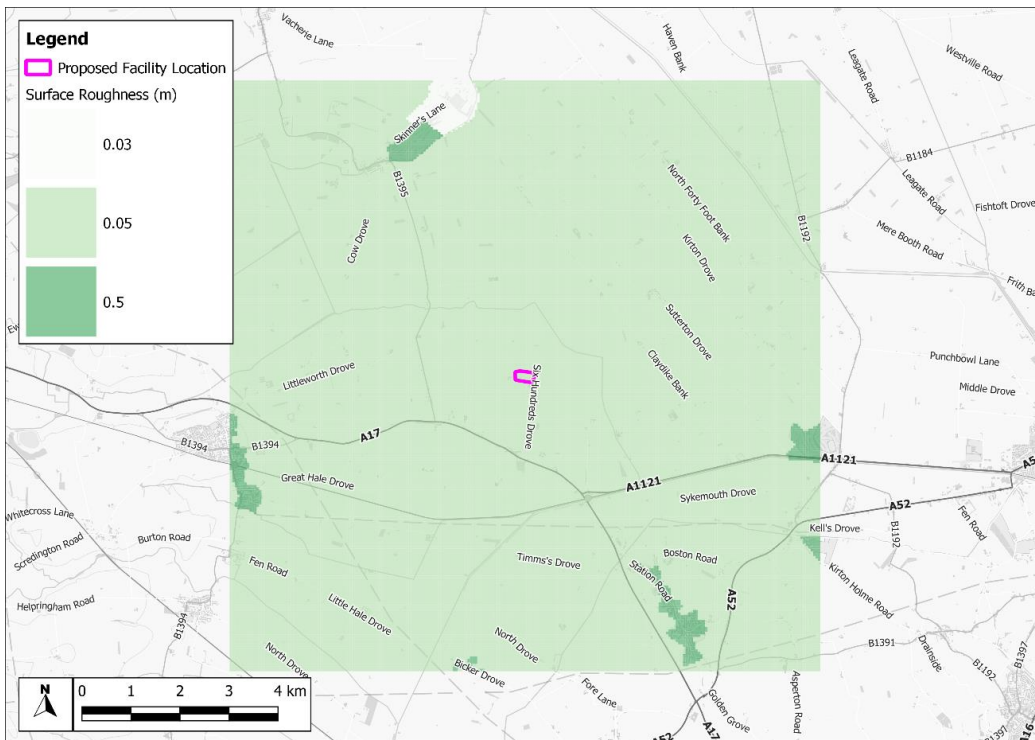 Legend
Proposed Facility Location
Surface Roughness (m)
0.03
0.05
0.5
Vacherie Lane
Haven Bank
Leagate Road
Westville Road
Skinner's Lane
B1184
B1395
Leagate Road
North Forty Foot Bank
Fishtoft Drove
B1192
Mere Booth Road
Cow Drove
Kirton Drove
Frith Ba
Sutterton Drove
Claydike Bank
Punchbowl Lane
Littleworth Drove
Middle Drove
Six Hundreds Drove
A17
B1394
B1394
A1121
A5
Great Hale Drove
A1121
Sykemouth Drove
A52
Whitecross Lane
Kell's Drove
Fen Road
Scredington Road
Burton Road
B1192
Timms's Drove
Boston Road
Fen Road
Station Road
Kirton Holme Road
Helpringham Road
Little Hale Drove
A52
B1394
North Drove
B1391
Drainside
B1397
North Drove
Bicker Drove
B1192
Fore Lane
Golden Grove
Asperton Road
A52
A17
A16
N
0 1 2 3 4 km